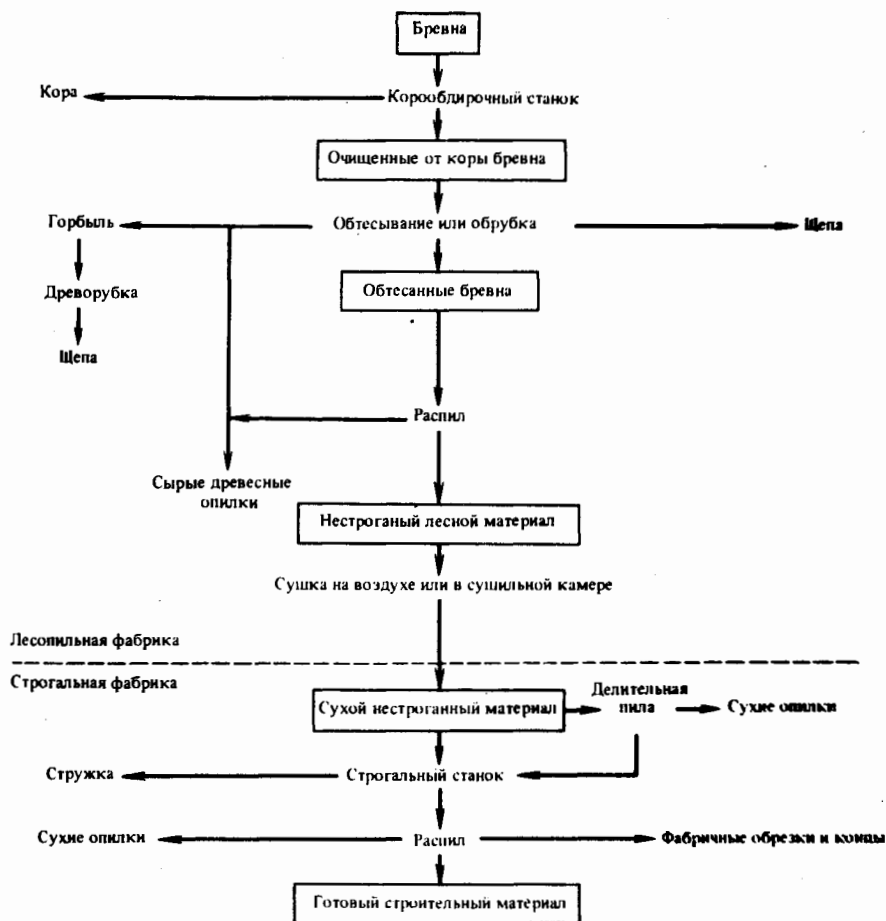 Бревна
Кора
Корообдирочный станок
Очищенные от коры бревна
Горбыль
Обтесывание или обрубка
Щепа
Древорубка
Обтесанные бревна
Щепа
Распил
Сырые древесные
опилки
Нестроганый лесной материал
Сушка на воздухе или в сушильной камере
Лесопильная фабрика
Строгальная фабрика
Сухой нестроганный материал
Делительная
пила
Сухие опилки
Стружка
Строгальный станок
Сухие опилки
Распил
Фабричные обрезки и концы
Готовый строительный материал